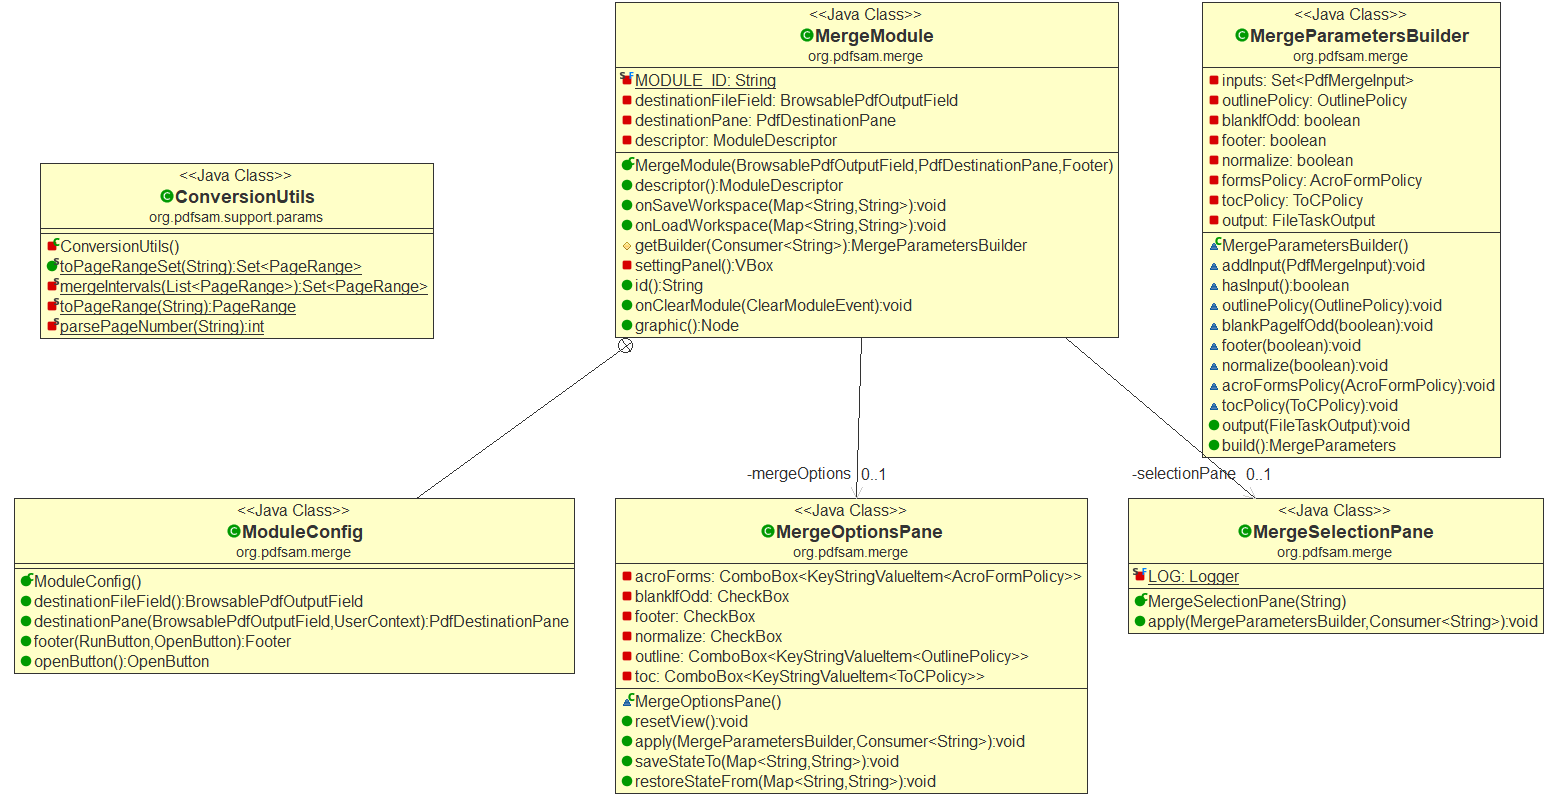 <<Java Class>>
MergeModule
org.pdfsam.merge
MODULE_ID: String
destinationFileField: BrowsablePdfOutputField
destinationPane: PdfDestinationPane
descriptor: ModuleDescriptor
MergeModule(BrowsablePdfOutputField,PdfDestinationPane,Footer)
descriptor():ModuleDescriptor
onSaveWorkspace(Map<String,String>):void
onLoadWorkspace(Map<String,String>):void
getBuilder(Consumer<String>):MergeParametersBuilder
settingPanel():VBox
id():String
onClearModule(ClearModuleEvent):void
graphic():Node
<<Java Class>>
MergeParametersBuilder
org.pdfsam.merge
inputs: Set<PdfMergeInput>
outlinePolicy: OutlinePolicy
blankIfOdd: boolean
footer: boolean
normalize: boolean
formsPolicy: AcroFormPolicy
tocPolicy: ToCPolicy
output: FileTaskOutput
MergeParametersBuilder()
addInput(PdfMergeInput):void
hasInput():boolean
outlinePolicy(OutlinePolicy):void
blankPageIfOdd(boolean):void
footer(boolean):void
normalize(boolean):void
acroFormsPolicy(AcroFormPolicy):void
tocPolicy(ToCPolicy):void
output(FileTaskOutput):void
build():MergeParameters
<<Java Class>>
ConversionUtils
org.pdfsam.support.params
ConversionUtils()
toPageRangeSet(String):Set<PageRange>
mergeIntervals(List<PageRange>):Set<PageRange>
toPageRange(String):PageRange
parsePageNumber(String):int
-mergeOptions 0..1
-selectionPane 0..1
<<Java Class>>
ModuleConfig
org.pdfsam.merge
ModuleConfig()
destinationFileField():BrowsablePdfOutputField
destinationPane(BrowsablePdfOutputField,UserContext):PdfDestinationPane
footer(RunButton,OpenButton):Footer
openButton():OpenButton
<<Java Class>>
MergeOptionsPane
org.pdfsam.merge
acroForms: ComboBox<KeyStringValueItem<AcroFormPolicy>>
blankIfOdd: CheckBox
footer: CheckBox
normalize: CheckBox
outline: ComboBox<KeyStringValueItem<OutlinePolicy>>
toc: ComboBox<KeyStringValueItem<ToCPolicy>>
MergeOptionsPane()
resetView():void
apply(MergeParametersBuilder,Consumer<String>):void
saveStateTo(Map<String,String>):void
restoreStateFrom(Map<String,String>):void
<<Java Class>>
MergeSelectionPane
org.pdfsam.merge
LOG: Logger
MergeSelectionPane(String)
apply(MergeParametersBuilder,Consumer<String>):void